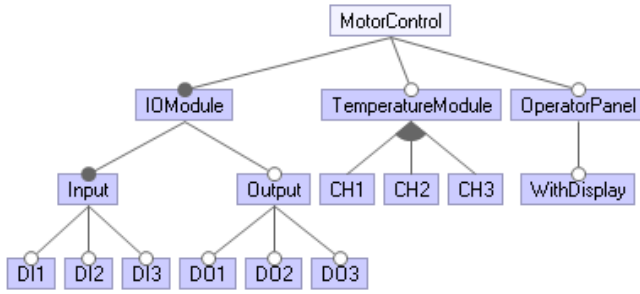 MotorControl
IOModule TemperatureModule OperatorPanel
Input Output CH1 CH2 CH3 WithDisplay
DI1 DI2 DI3 DO1 DO2 DO3